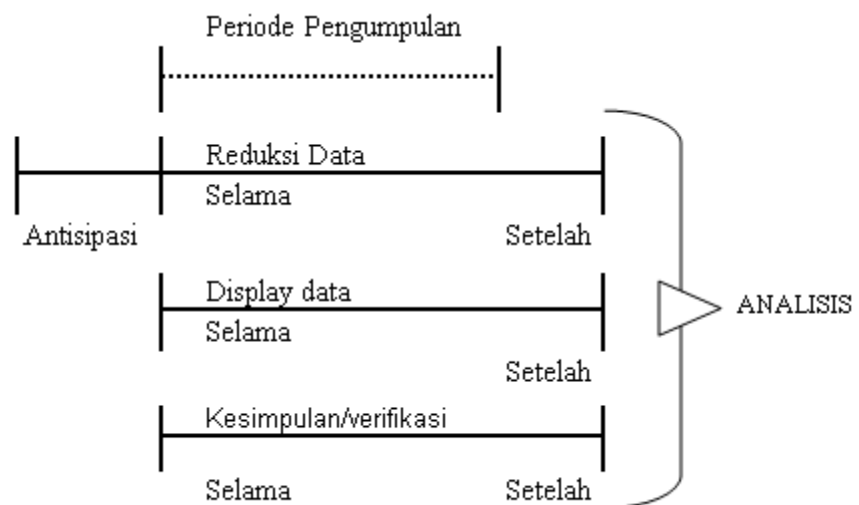 Periode Pengumpulan
Reduksi Data
Selama
Antisipasi
Setelah
Display data
Selama
ANALISIS
Setelah
Kesimpulan/verifikasi
Selama
Setelah